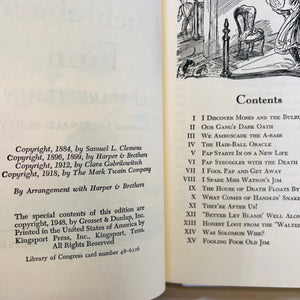 Copyright, 1884, by Samuel L. Clemens
Copyright, 1896, 1899, by Harper & Brothers
Copyright, 1912, by Clara Gabrilowitsch
Copyright, 1918, by The Mark Twain Company
By Arrangement with Harper & Brothers
The special contents of this edition are
copyright, 1948, by Grosset & Dunlap, Inc.
Printed in the United States of America by
Kingsport Press, Inc., Kingsport, Tenn.
All Rights Reserved
Library of Congress card number 48-6226
Contents
I I Discover Moses and the Bulru
II Our Gang's Dark Oath
III We Ambuscade the A-rabs
IV The Hair-Ball Oracle
V Pap Starts in on a New Life
VI Pap Struggles with the Death
VII I Fool Pap and Get Away
VIII I Spare Miss Watson's Jim
IX The House of Death Floats By
X What Comes of Handlin' Snake
XI They're After Us!
XII "Better Let Blame' Well Alone
XIII Honest Loot from the "Walter
XIV Was Solomon Wise?
XV Fooling Poor Old Jim